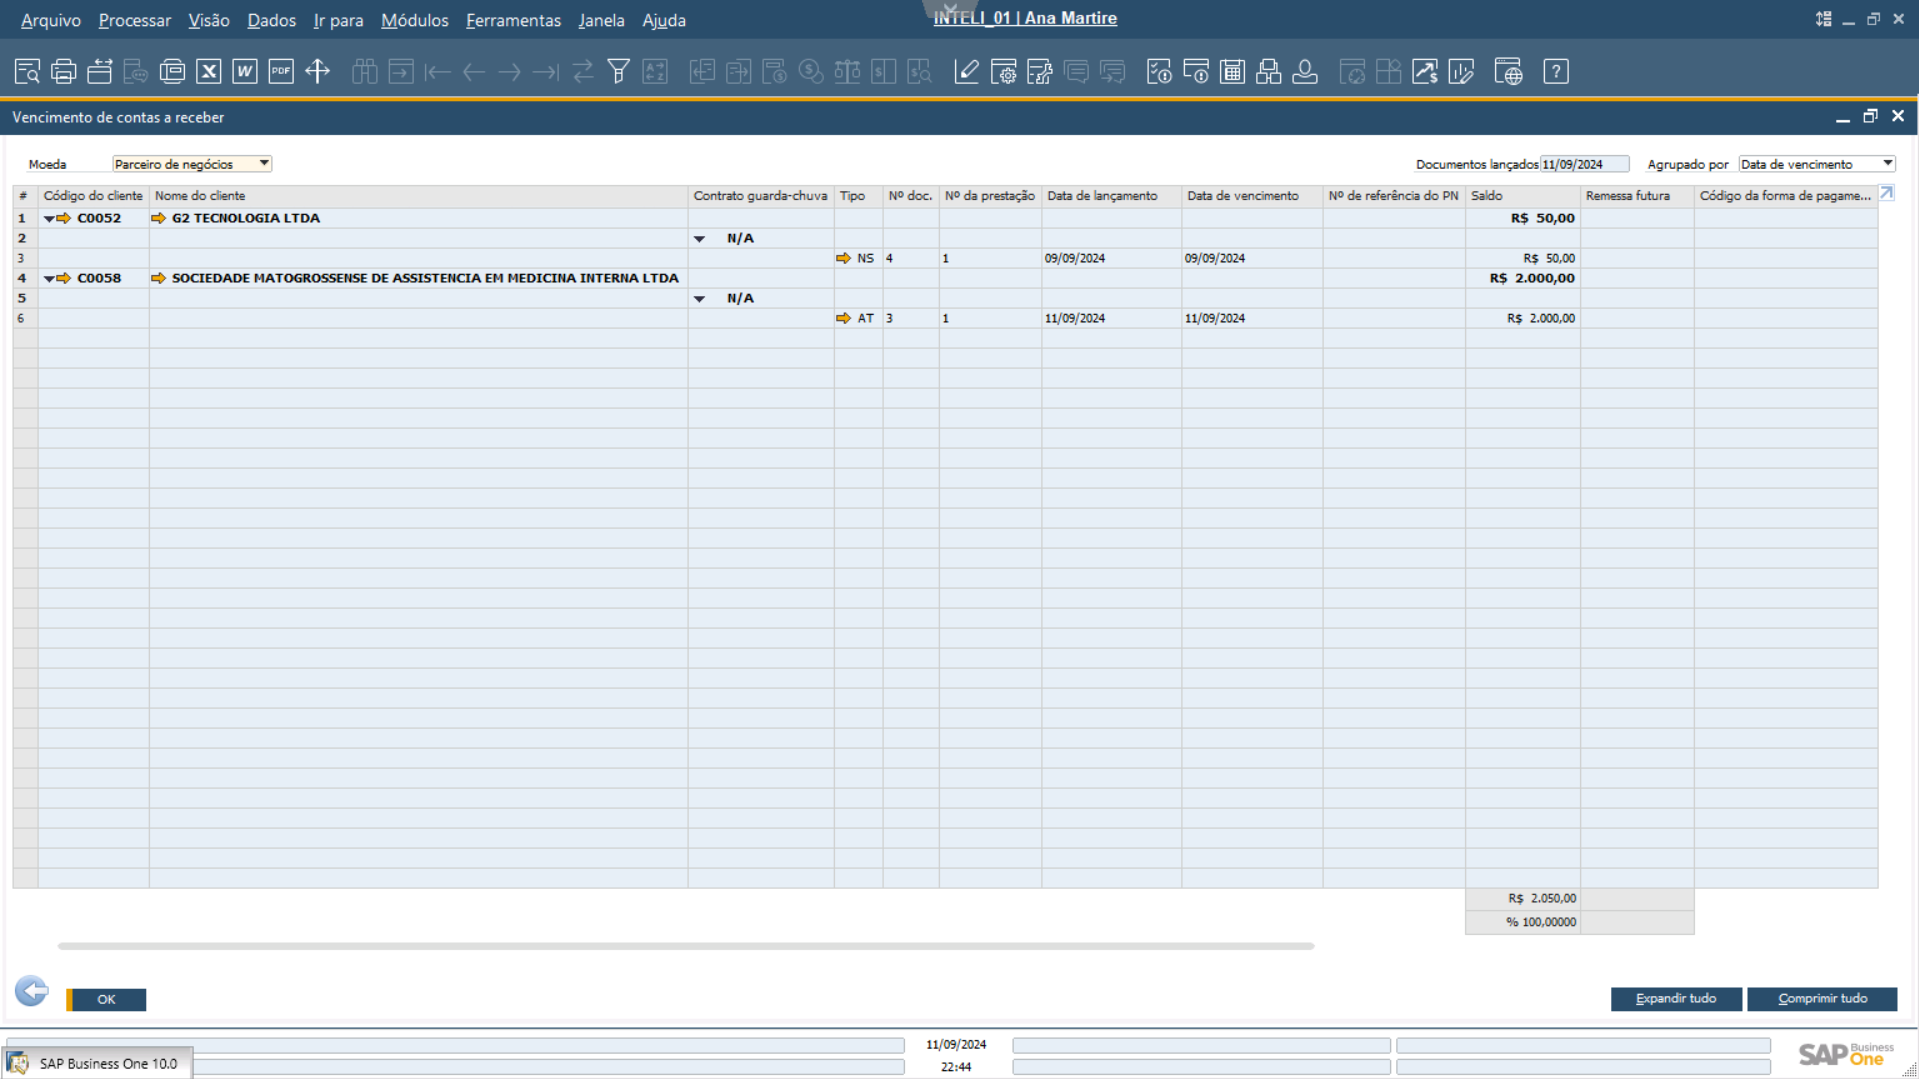 Arquivo Processar Visão Dados Ir para Módulos Ferramentas Janela Ajuda INTELI_01 | Ana Martire
Vencimento de contas a receber
Moeda Parceiro de negócios Documentos lançados 11/09/2024 Agrupado por Data de vencimento
# Código do cliente Nome do cliente Contrato guarda-chuva Tipo Nº doc. Nº da prestação Data de lançamento Data de vencimento Nº de referência do PN Saldo Remessa futura Código da forma de pagame...
1 C0052 G2 TECNOLOGIA LTDA R$ 50,00
2 N/A
3 NS 4 1 09/09/2024 09/09/2024 R$ 50,00
4 C0058 SOCIEDADE MATOGROSSENSE DE ASSISTENCIA EM MEDICINA INTERNA LTDA R$ 2.000,00
5 N/A
6 AT 3 1 11/09/2024 11/09/2024 R$ 2.000,00
R$ 2.050,00
% 100,00000
OK Expandir tudo Comprimir tudo
11/09/2024
SAP Business One 10.0 22:44
SAP Business One